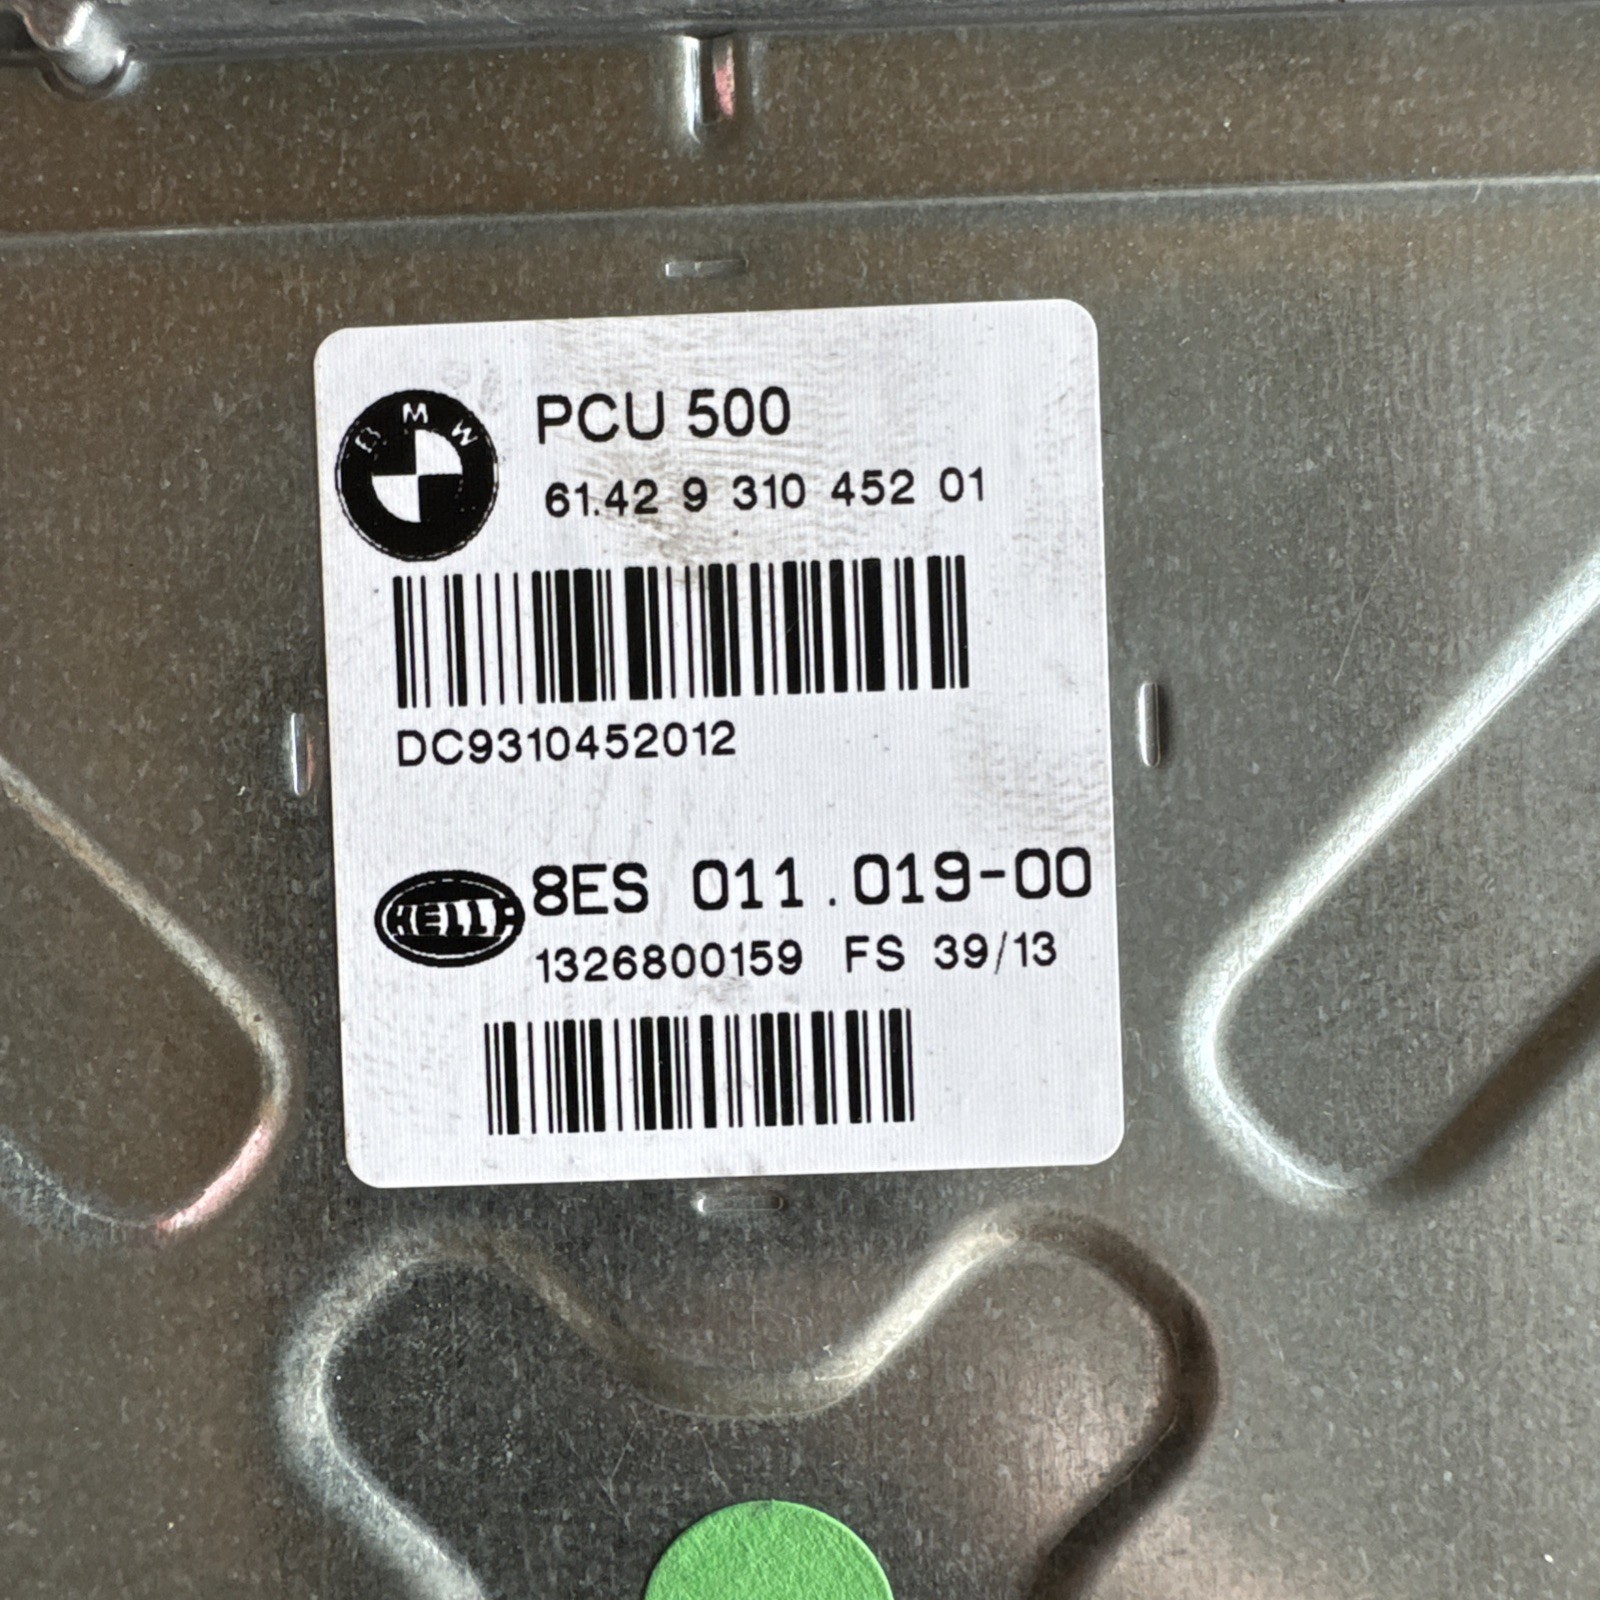 BMW
PCU 500
61.42 9 310 452 01
DC9310452012
HELLA
8ES 011.019-00
1326800159 FS 39/13